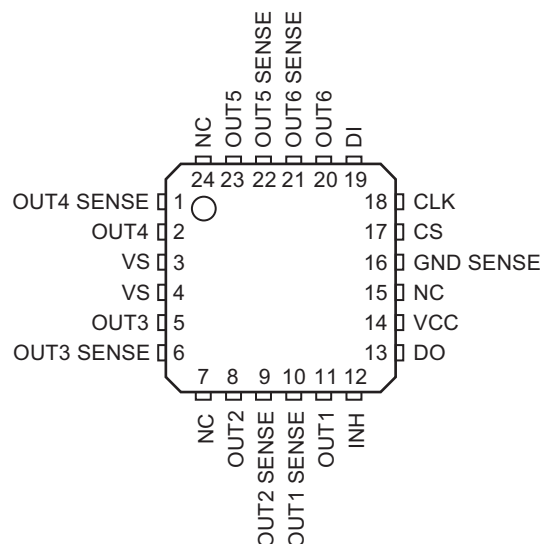 NC
OUT5
OUT5 SENSE
OUT6 SENSE
OUT6
DI
24 23 22 21 20 19
OUT4 SENSE 1 18 CLK
OUT4 2 17 CS
VS 3 16 GND SENSE
VS 4 15 NC
OUT3 5 14 VCC
OUT3 SENSE 6 13 DO
7 8 9 10 11 12
NC
OUT2
OUT2 SENSE
OUT1 SENSE
OUT1
INH